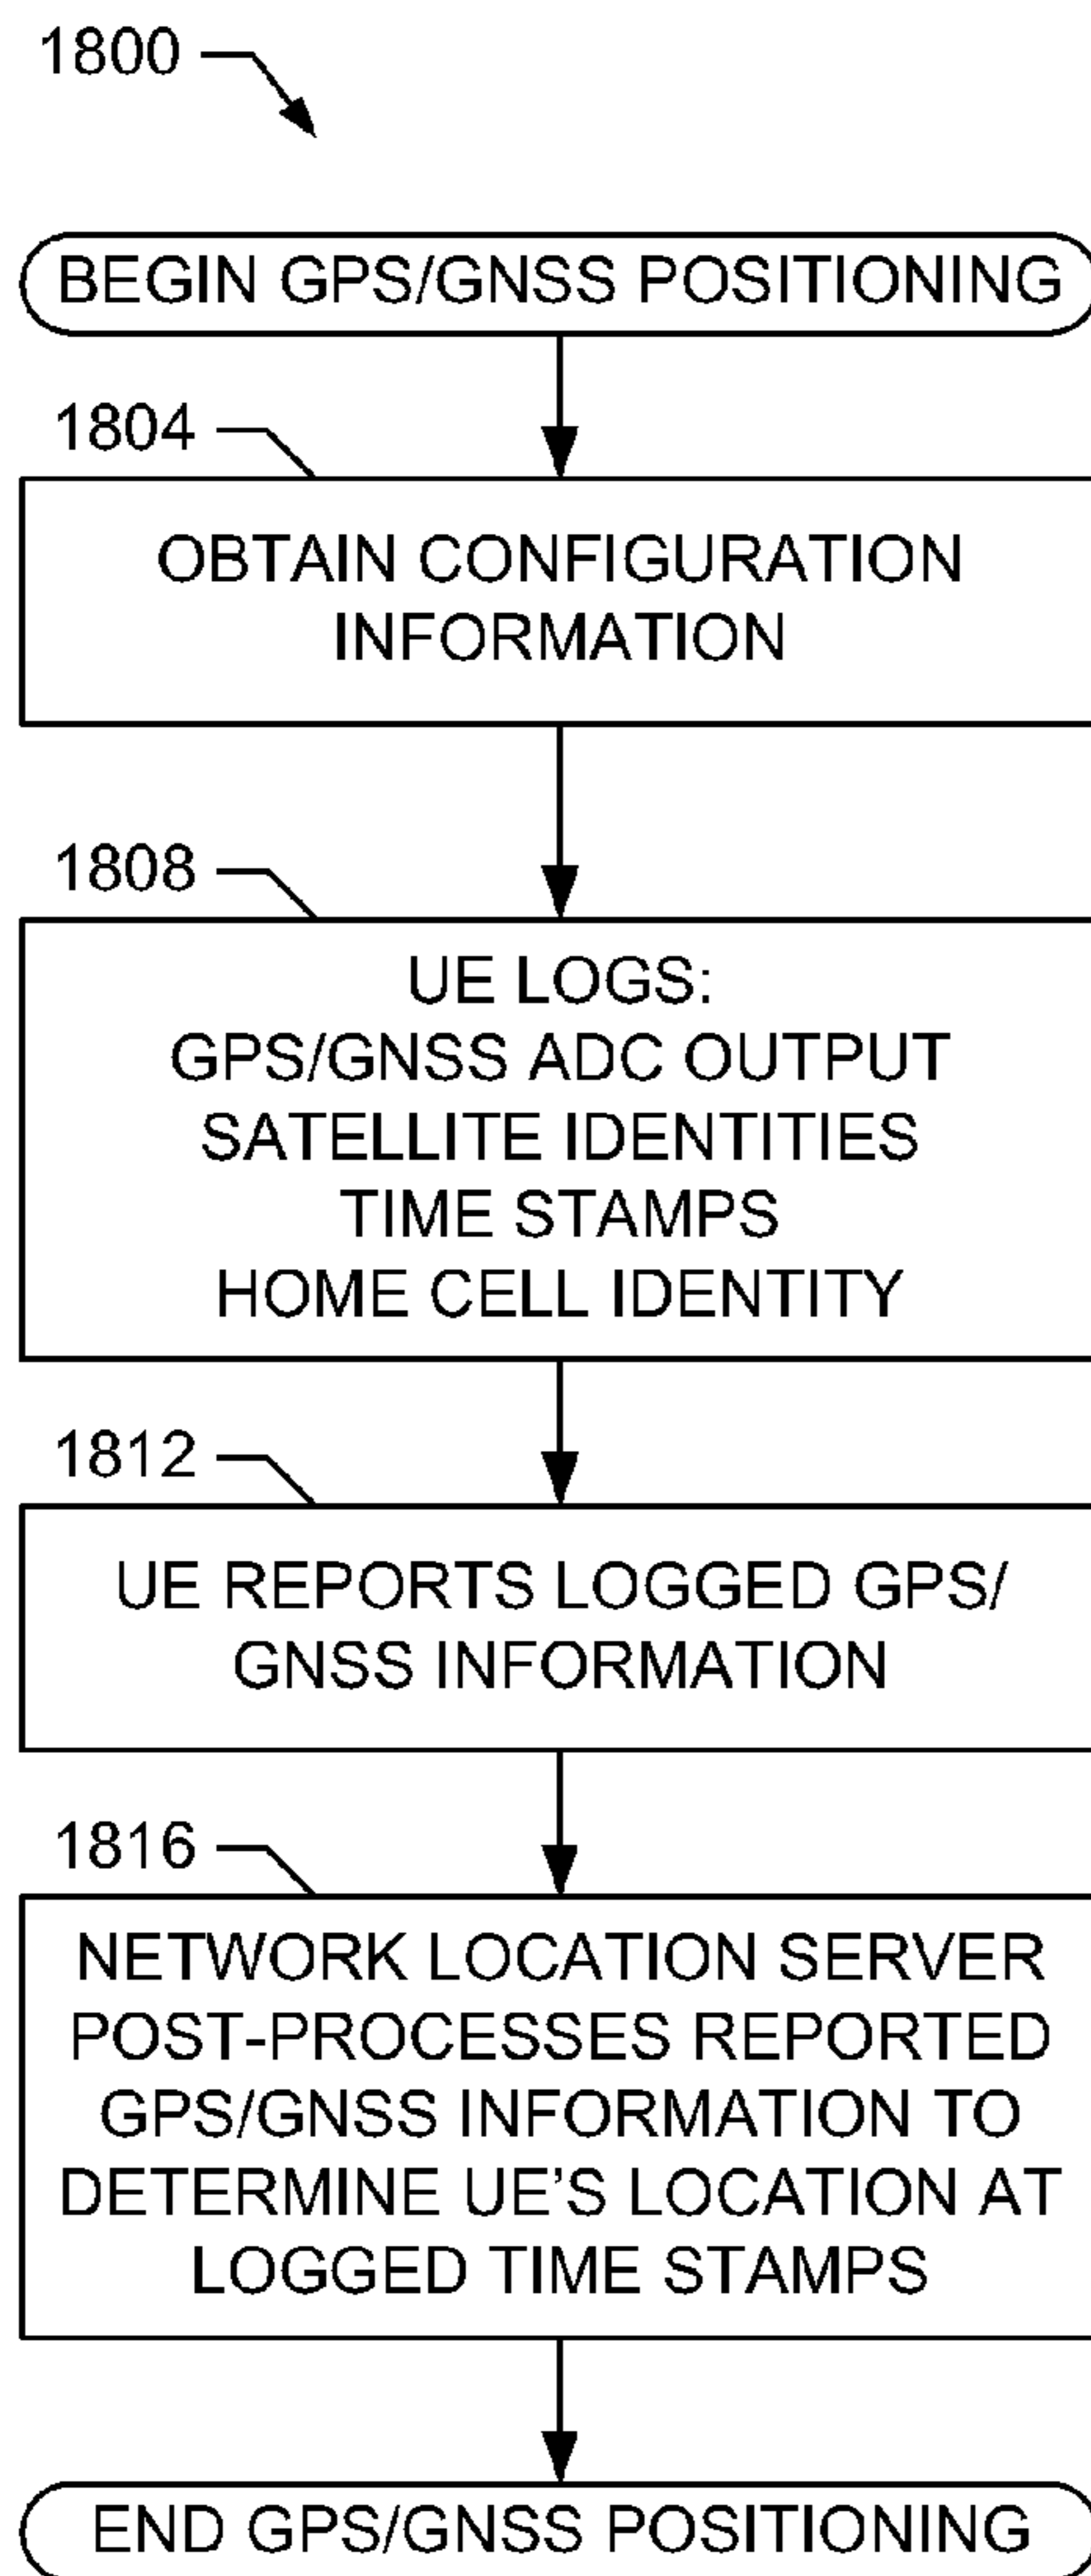 1800
BEGIN GPS/GNSS POSITIONING
1804
OBTAIN CONFIGURATION
INFORMATION
1808
UE LOGS:
GPS/GNSS ADC OUTPUT
SATELLITE IDENTITIES
TIME STAMPS
HOME CELL IDENTITY
1812
UE REPORTS LOGGED GPS/
GNSS INFORMATION
1816
NETWORK LOCATION SERVER
POST-PROCESSES REPORTED
GPS/GNSS INFORMATION TO
DETERMINE UE’S LOCATION AT
LOGGED TIME STAMPS
END GPS/GNSS POSITIONING